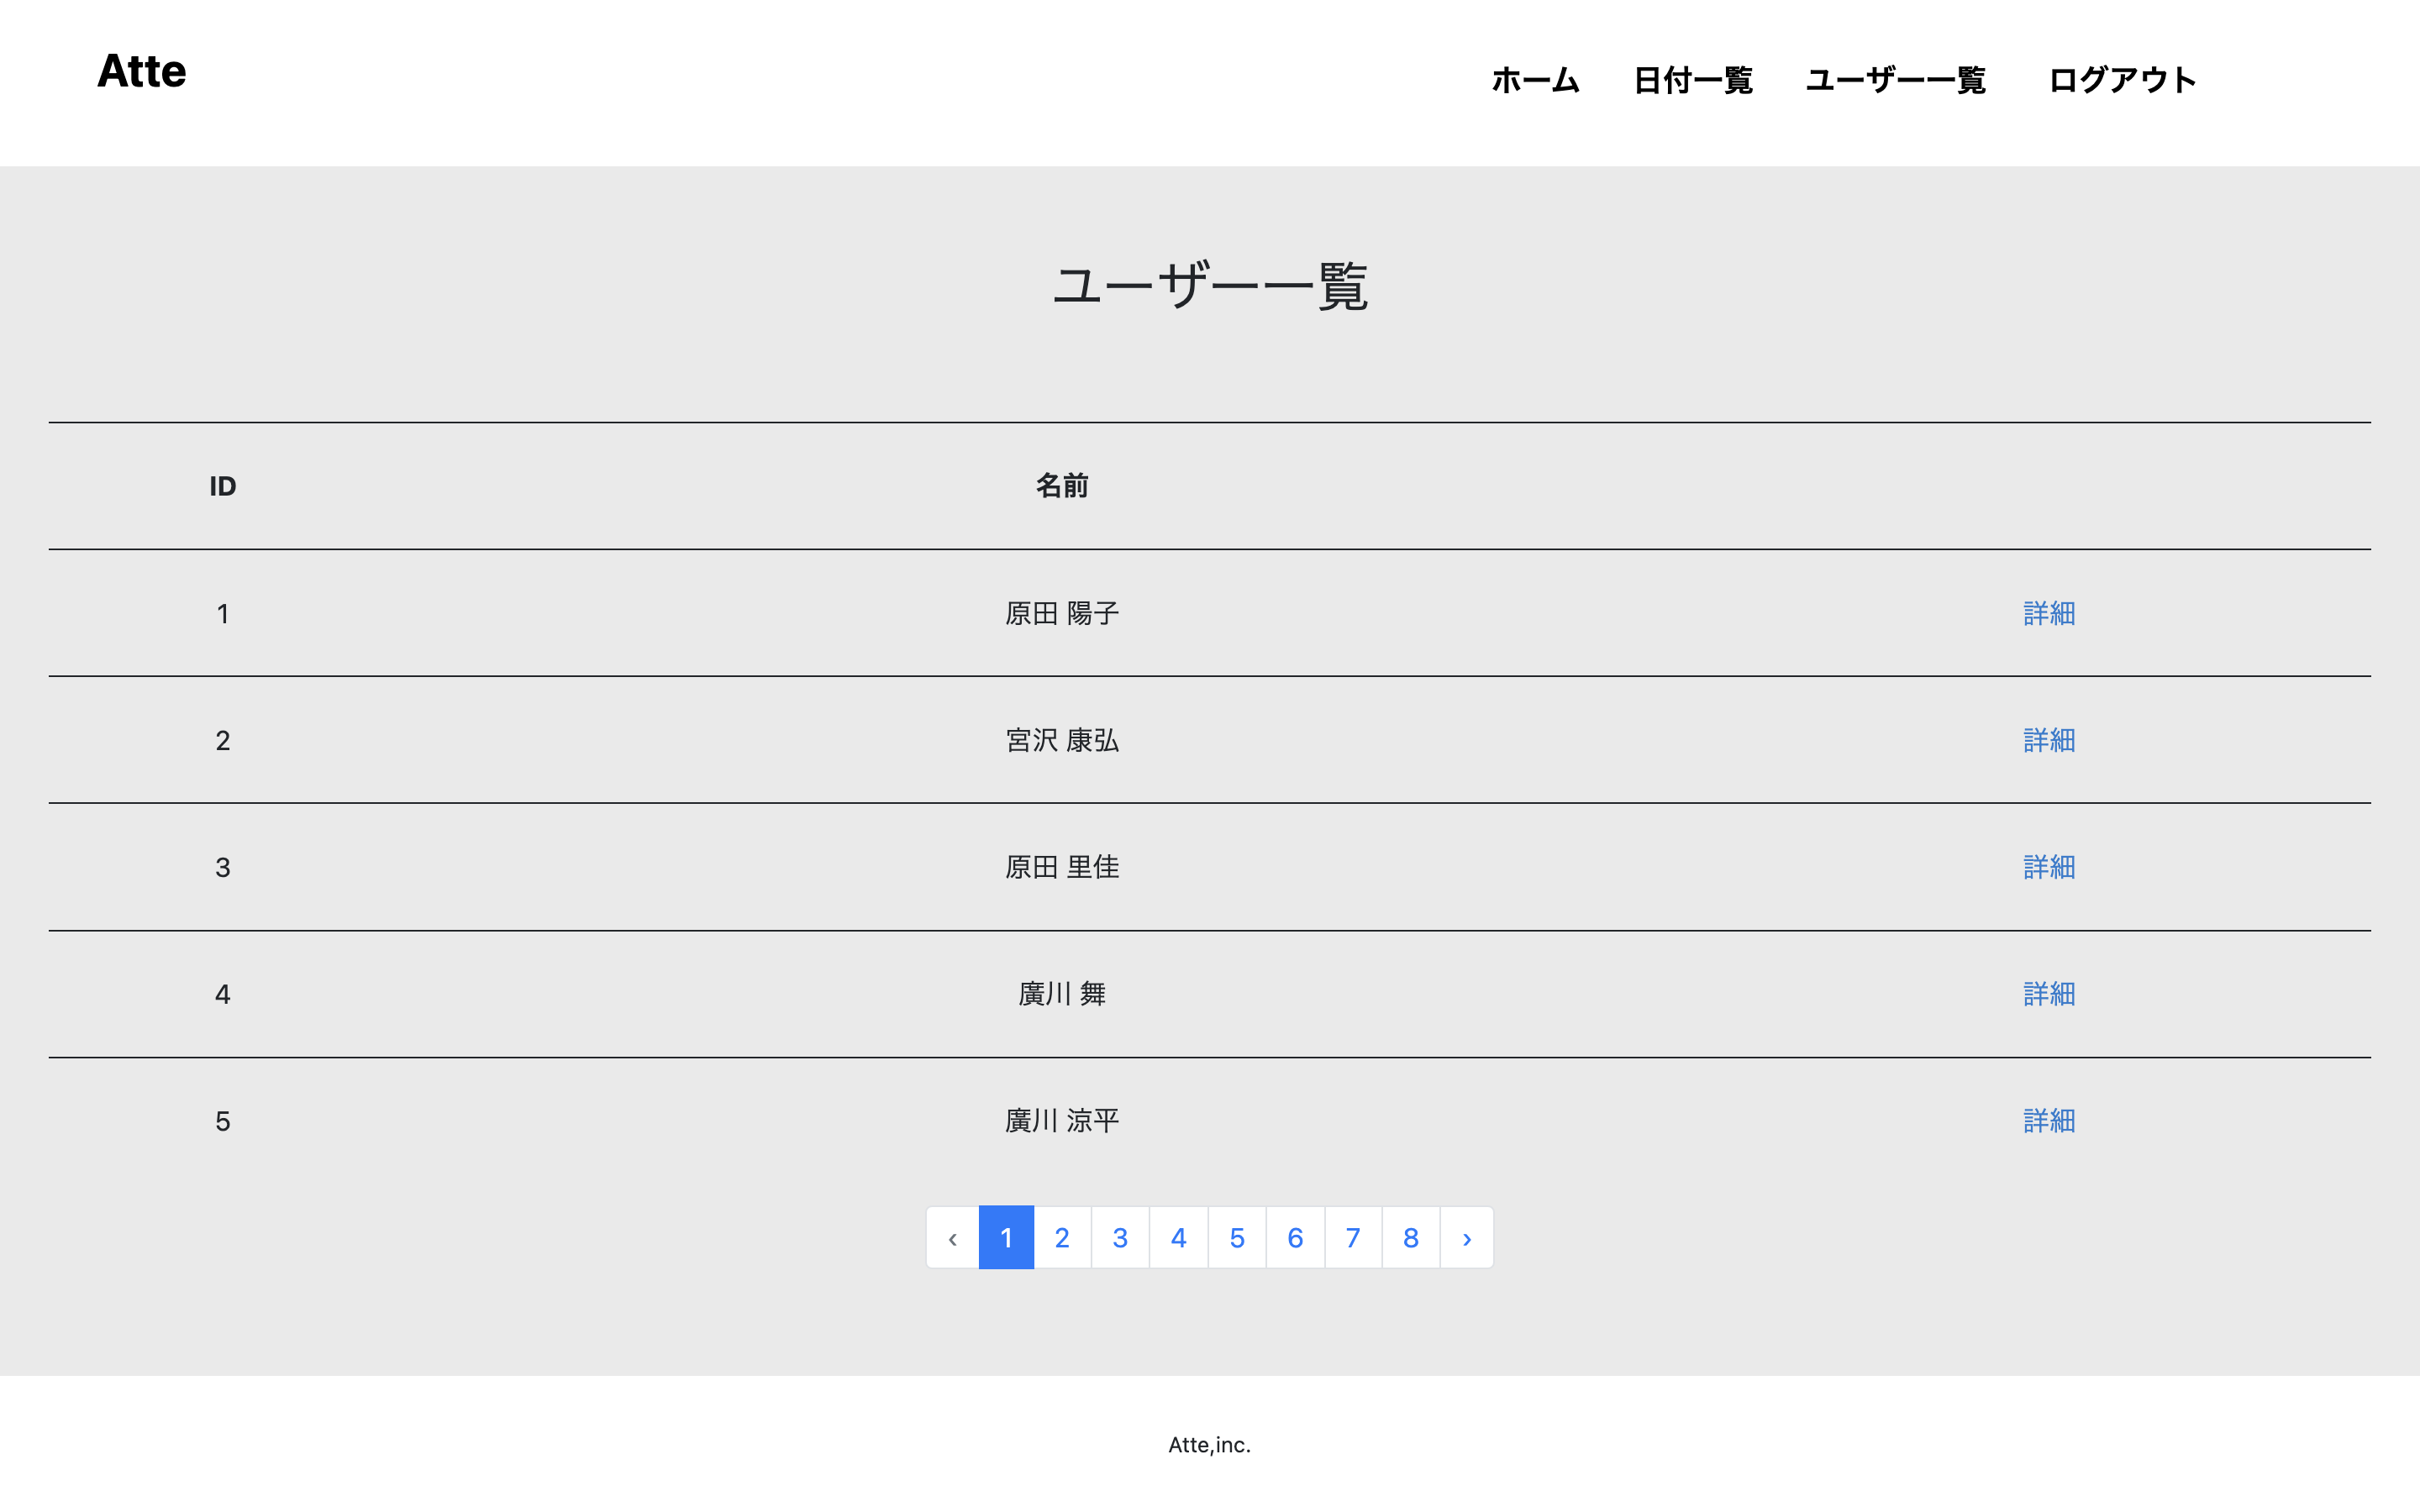 Atte
ホーム 日付一覧 ユーザー一覧 ログアウト
ユーザー一覧
ID 名前
1 原田 陽子 詳細
2 宮沢 康弘 詳細
3 原田 里佳 詳細
4 廣川 舞 詳細
5 廣川 涼平 詳細
‹ 1 2 3 4 5 6 7 8 ›
Atte,inc.